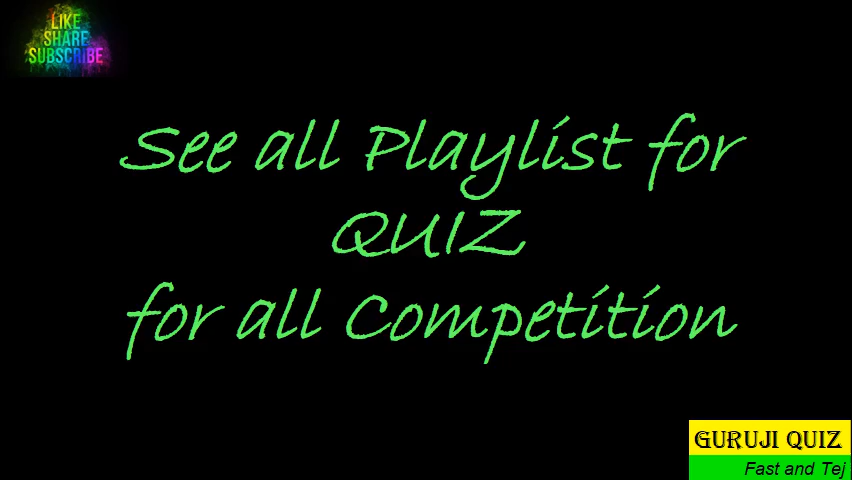 LIKE
SHARE
SUBSCRIBE
See all Playlist for
QUIZ
for all Competition
GURUJI QUIZ
Fast and Tej